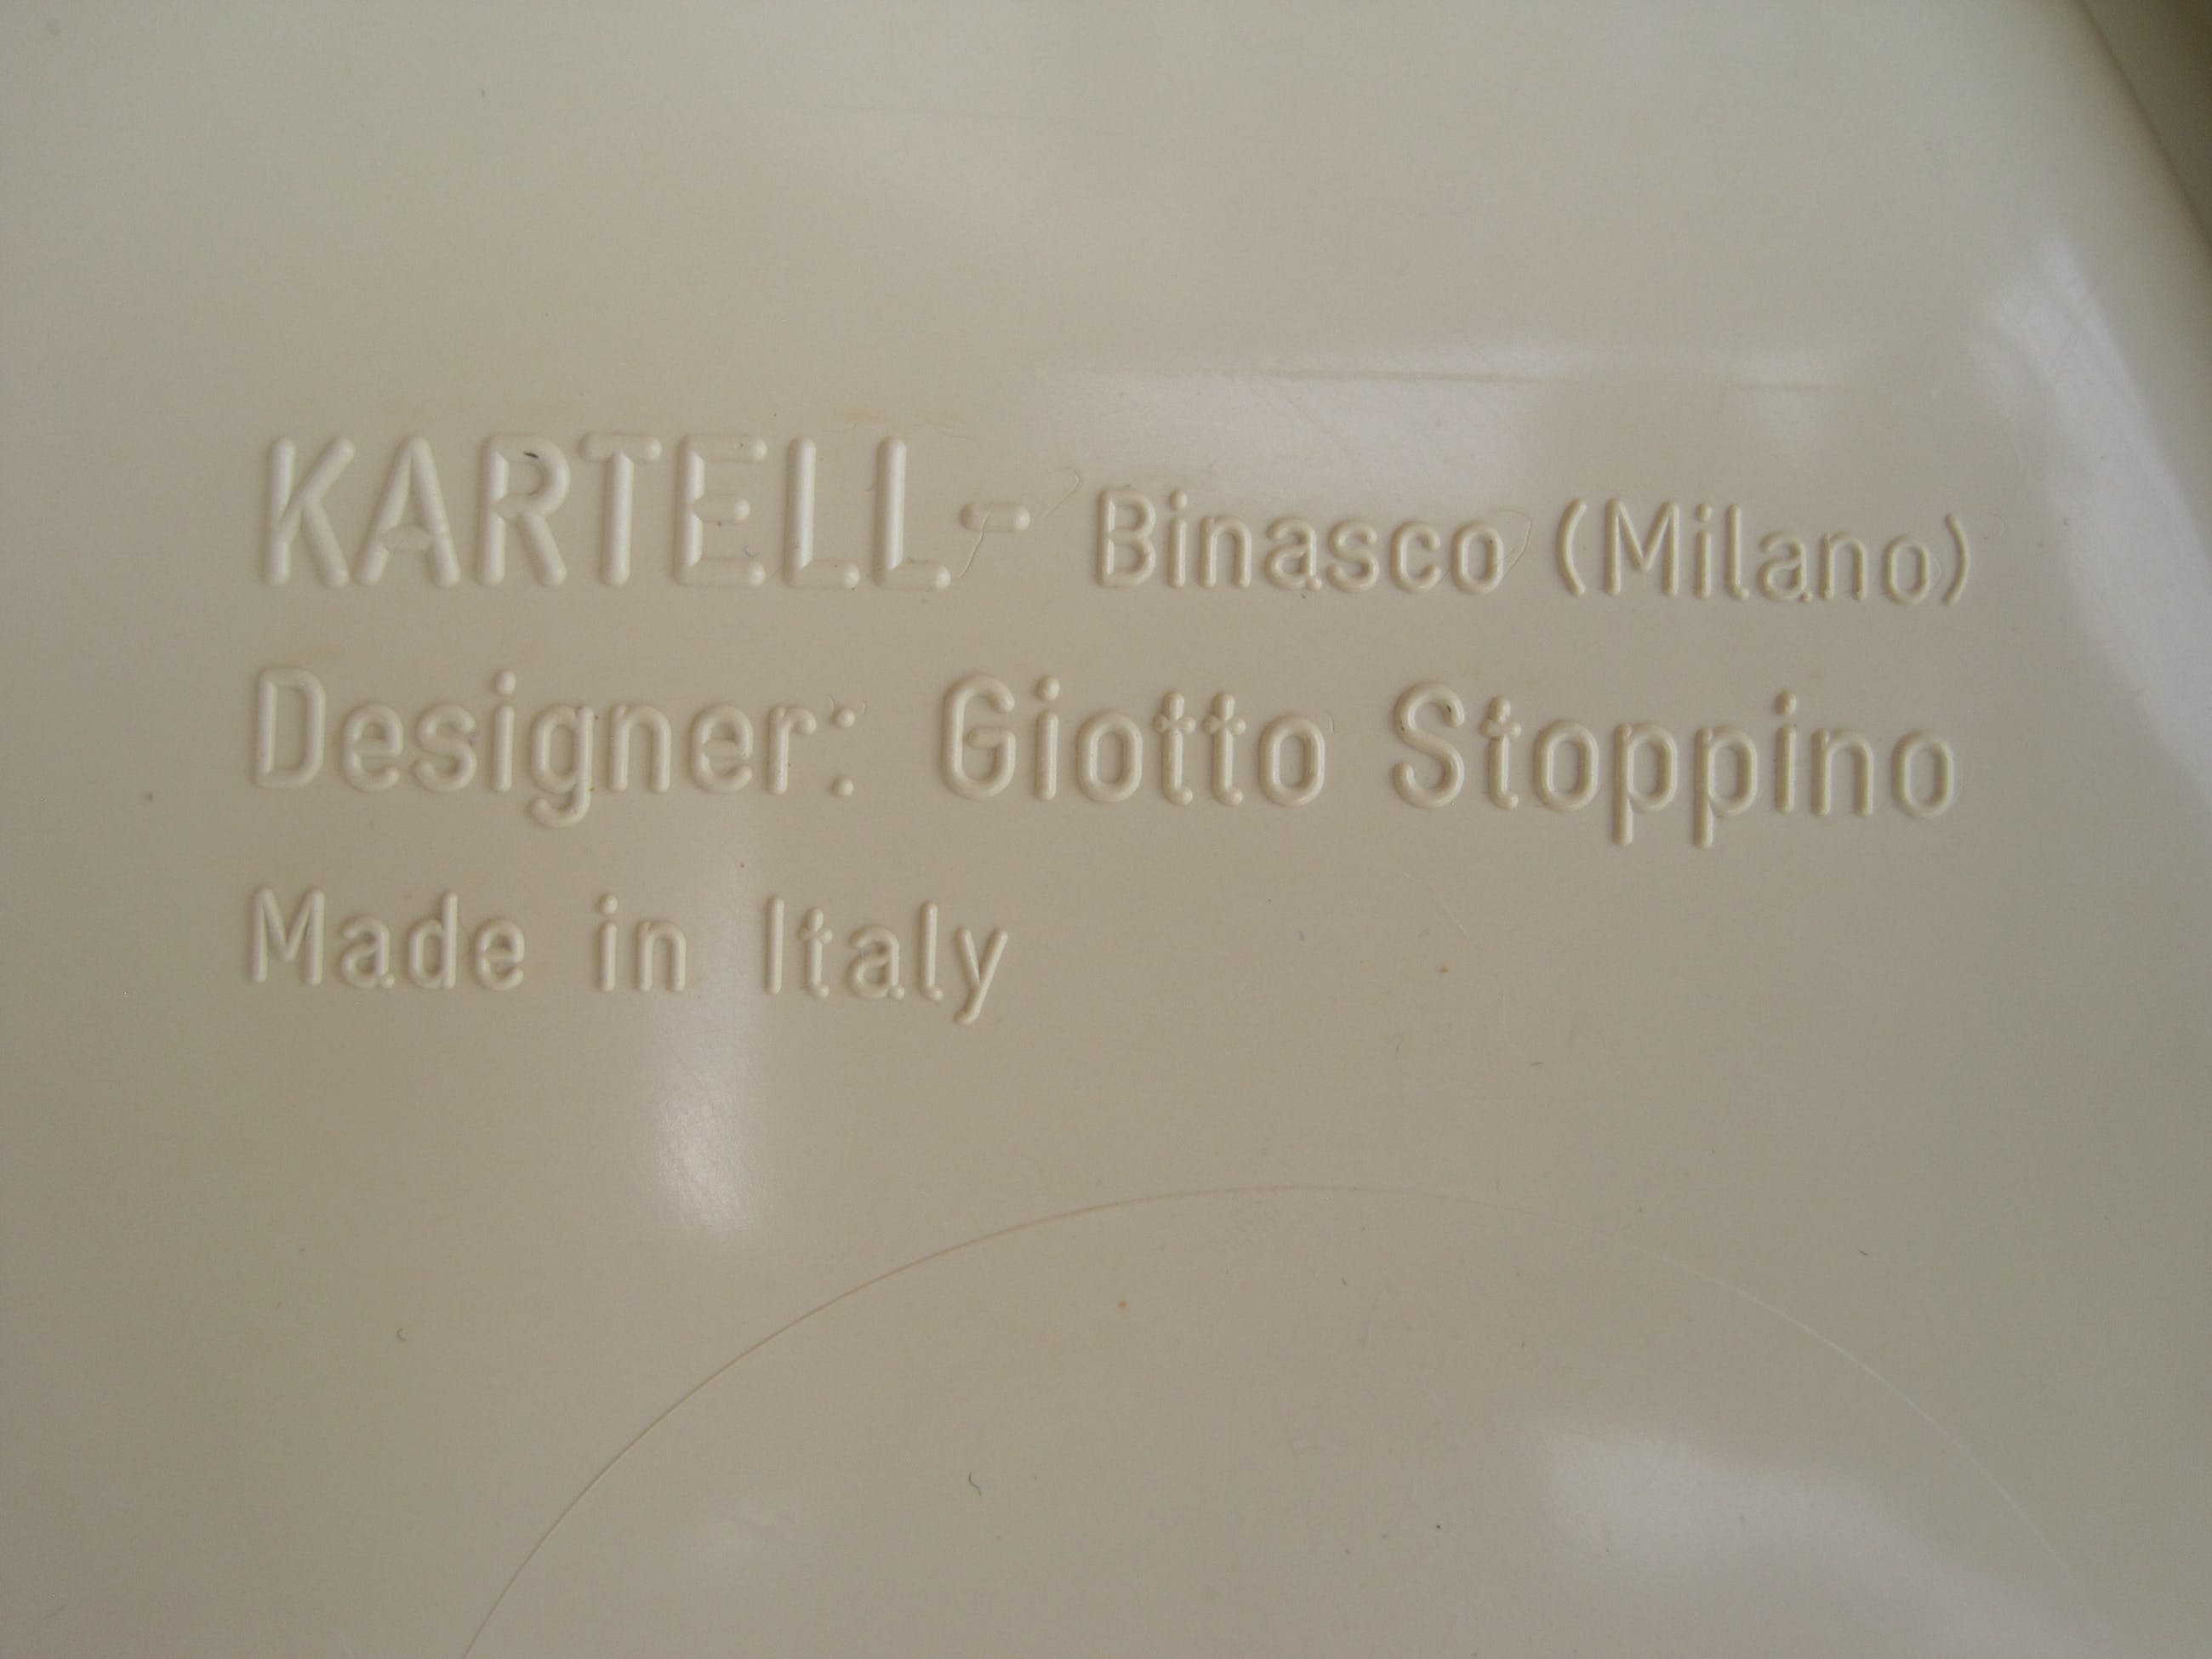 KARTELL- Binasco (Milano)
Designer: Giotto Stoppino
Made in Italy